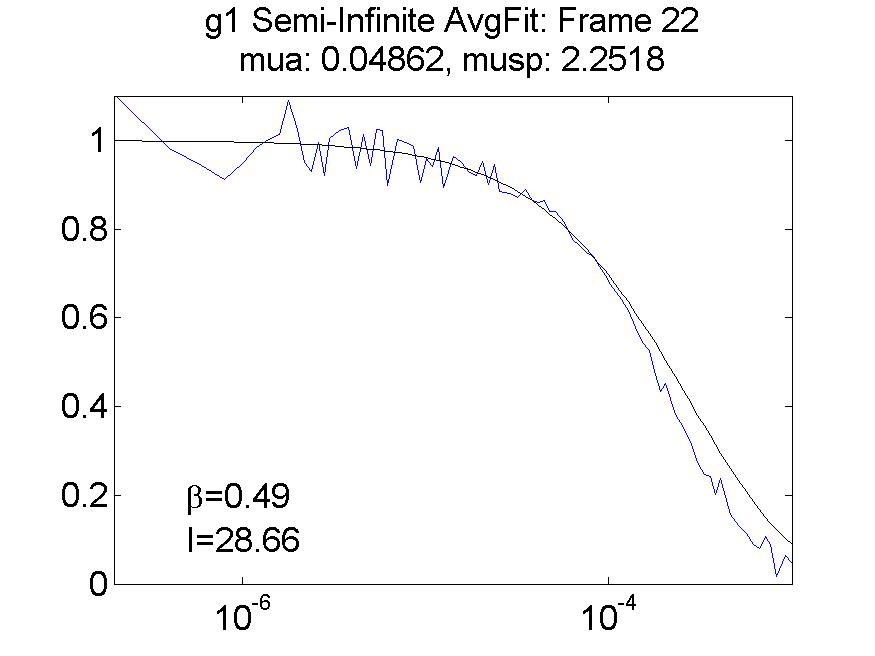 g1 Semi-Infinite AvgFit: Frame 22
mua: 0.04862, musp: 2.2518
1
0.8
0.6
0.4
0.2
0
β=0.49
I=28.66
10^-6
10^-4